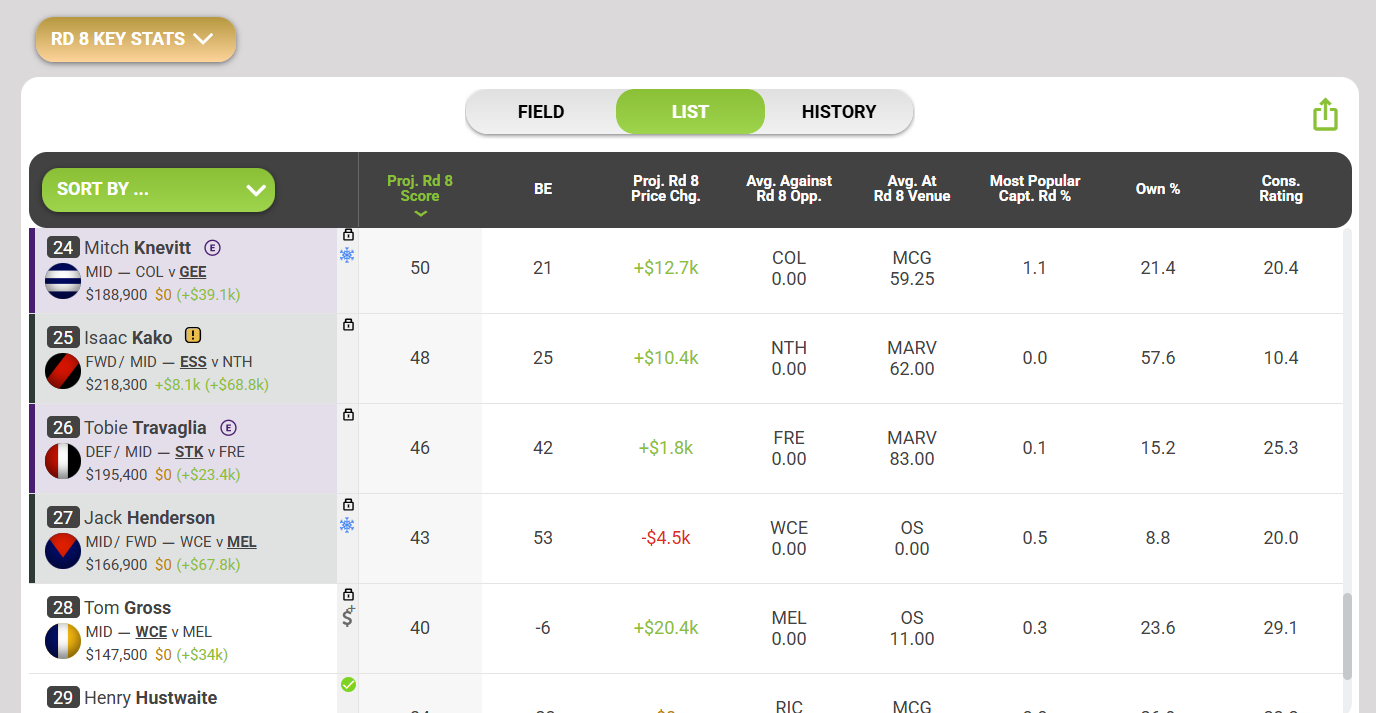 RD 8 KEY STATS
FIELD LIST HISTORY
SORT BY ...
Proj. Rd 8
Score
BE
Proj. Rd 8
Price Chg.
Avg. Against
Rd 8 Opp.
Avg. At
Rd 8 Venue
Most Popular
Capt. Rd %
Own %
Cons.
Rating
24 Mitch Knevitt E
MID — COL v GEE
$188,900 $0 (+$39.1k)
50 21 +$12.7k
COL
0.00
MCG
59.25
1.1 21.4 20.4
25 Isaac Kako !
FWD/ MID — ESS v NTH
$218,300 +$8.1k (+$68.8k)
48 25 +$10.4k
NTH
0.00
MARV
62.00
0.0 57.6 10.4
26 Tobie Travaglia E
DEF/ MID — STK v FRE
$195,400 $0 (+$23.4k)
46 42 +$1.8k
FRE
0.00
MARV
83.00
0.1 15.2 25.3
27 Jack Henderson
MID/ FWD — WCE v MEL
$166,900 $0 (+$67.8k)
43 53 -$4.5k
WCE
0.00
OS
0.00
0.5 8.8 20.0
28 Tom Gross
MID — WCE v MEL
$147,500 $0 (+$34k)
$+
40 -6 +$20.4k
MEL
0.00
OS
11.00
0.3 23.6 29.1
29 Henry Hustwaite
RIC
MCG